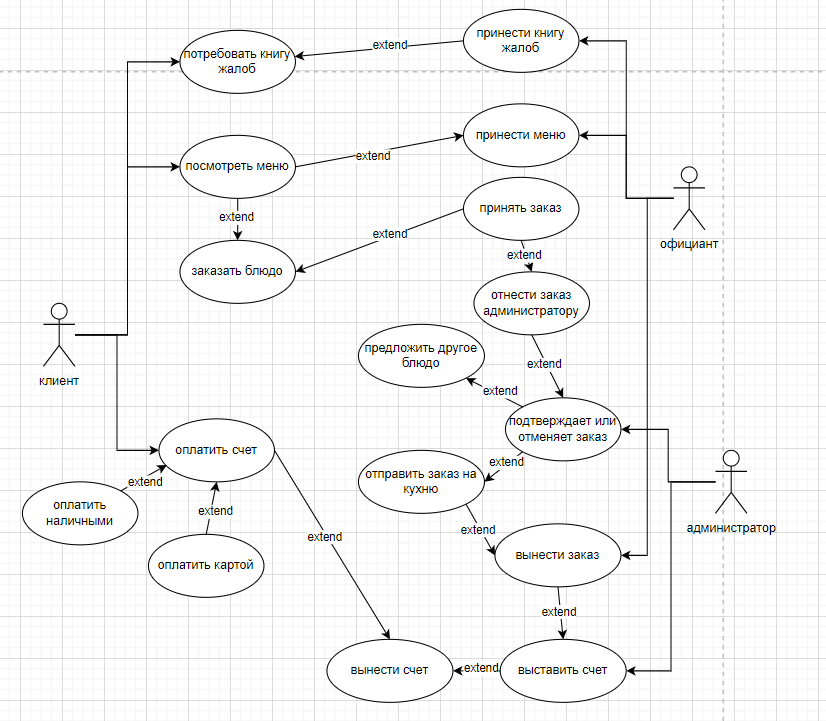 потребовать книгу
жалоб
extend
принести книгу
жалоб
посмотреть меню
extend
принести меню
extend
принять заказ
extend
официант
extend
заказать блюдо
отнести заказ
администратору
предложить другое
блюдо
extend
клиент
extend
подтверждает или
отменяет заказ
оплатить счет
extend
отправить заказ на
кухню
extend
оплатить
наличными
extend
администратор
extend
extend
вынести заказ
оплатить картой
extend
вынести счет
extend
выставить счет